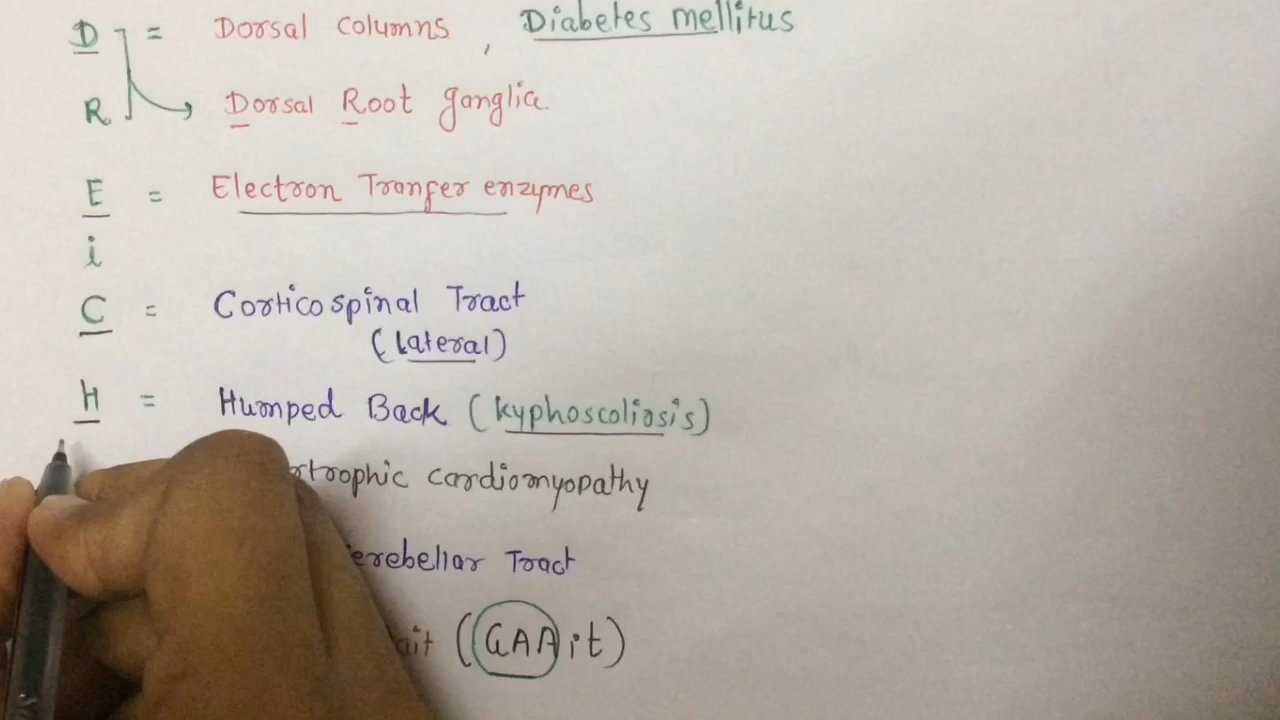 D = Dorsal columns, Diabetes mellitus
R Dorsal Root ganglia
E = Electron Tranfer enzymes
i
C = Corticospinal Tract
(Lateral)
H = Humped Back (kyphoscoliosis)
rtrophic cardiomyopathy
erebellar Tract
ait (GAAit)